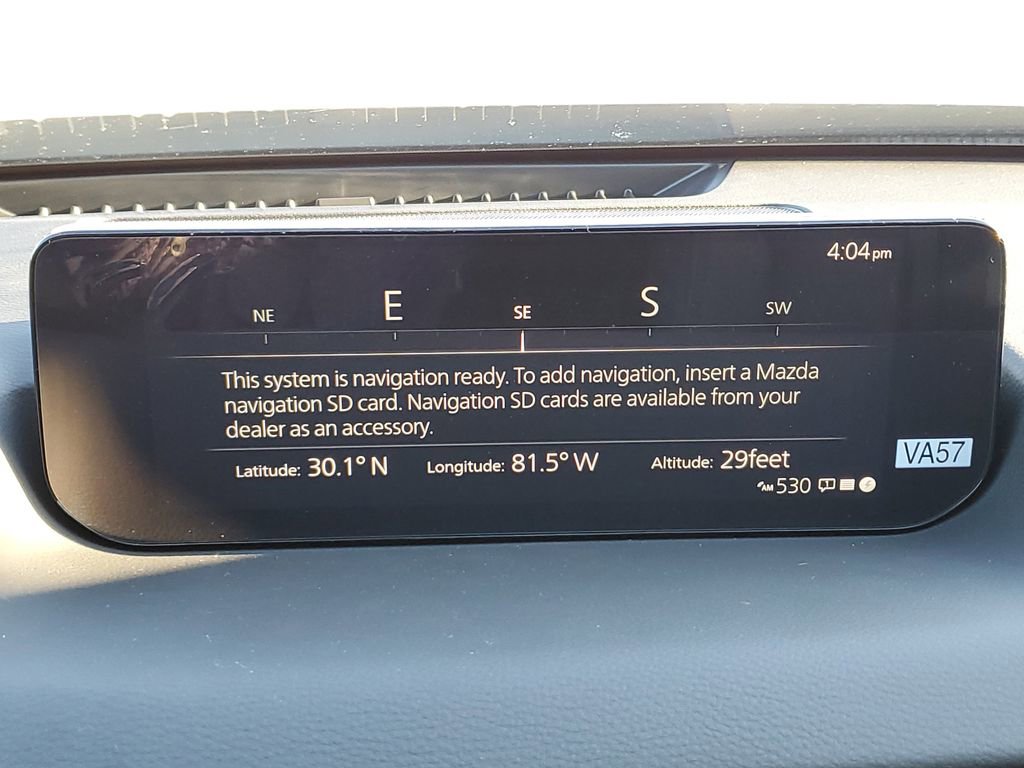 4:04pm
NE E SE S SW
This system is navigation ready. To add navigation, insert a Mazda
navigation SD card. Navigation SD cards are available from your
dealer as an accessory.
Latitude: 30.1° N Longitude: 81.5° W Altitude: 29feet
VA57
AM 530